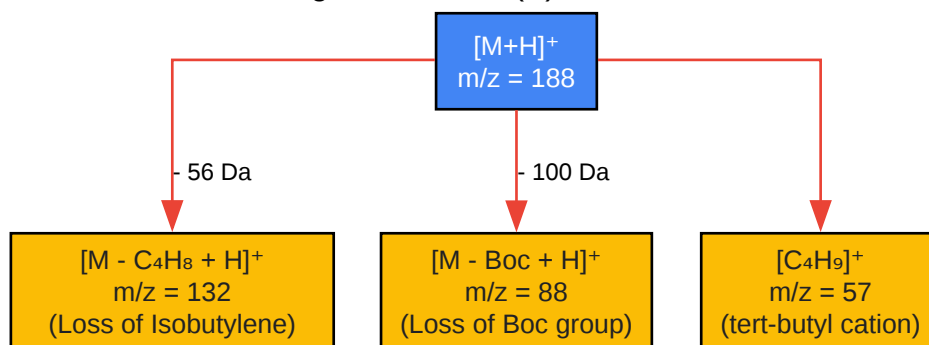 [M+H]⁺
m/z = 188
- 56 Da
- 100 Da
[M - C₄H₈ + H]⁺
m/z = 132
(Loss of Isobutylene)
[M - Boc + H]⁺
m/z = 88
(Loss of Boc group)
[C₄H₉]⁺
m/z = 57
(tert-butyl cation)